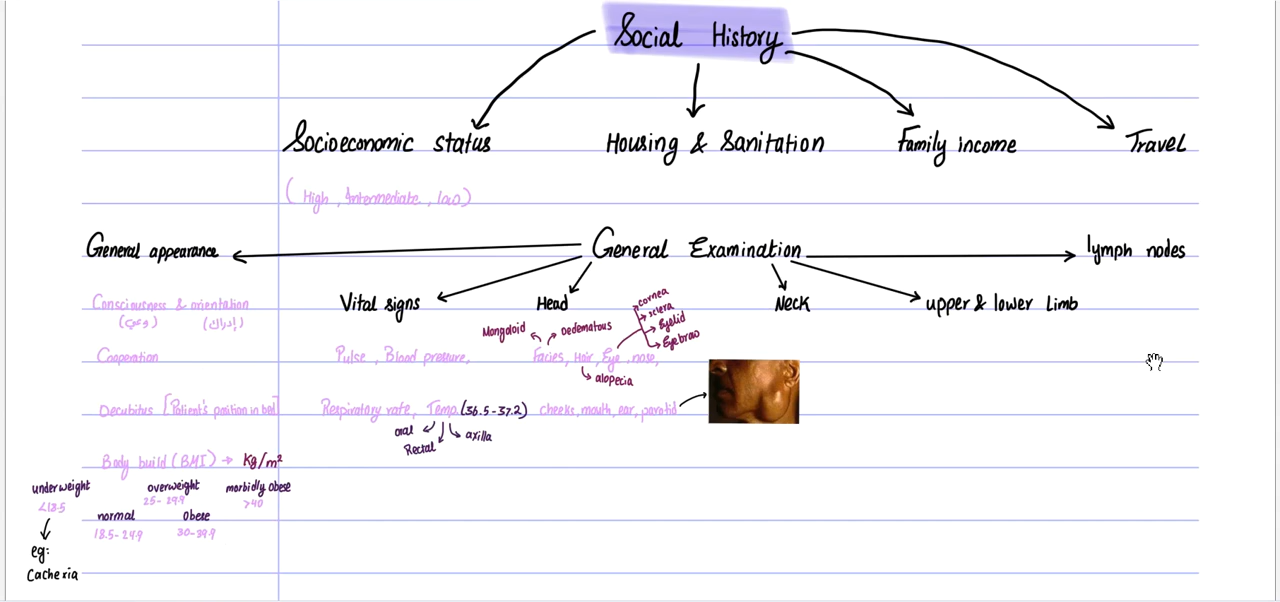 Social History
Socioeconomic status Housing & Sanitation Family income Travel
(High, Intermediate, low)
General appearance General Examination lymph nodes
Consciousness & orientation Vital signs Head Neck upper & lower Limb
(وعي) (إدراك)
cornea
sclera
Eyelid
Eyebrow
Mongoloid oedematous
Cooperation Pulse, Blood pressure, Facies, Hair, Eye, nose,
alopecia
Decubitus [Patient's position in bed] Respiratory rate, Temp. (36.5-37.2) cheeks, mouth, ear, parotid
oral axilla
Rectal
Body build (BMI) → Kg/m²
underweight overweight morbidly obese
<18.5 25-29.9 >40
normal Obese
18.5-24.9 30-39.9
eg:
Cachexia